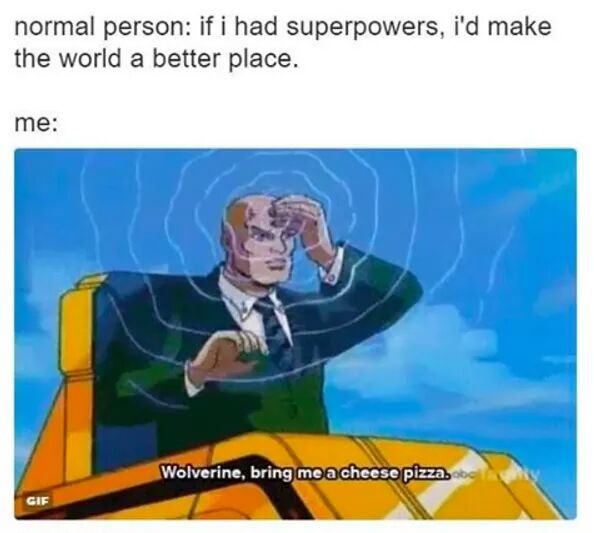 normal person: if i had superpowers, i'd make
the world a better place.
me:
Wolverine, bring me a cheese pizza.
GIF